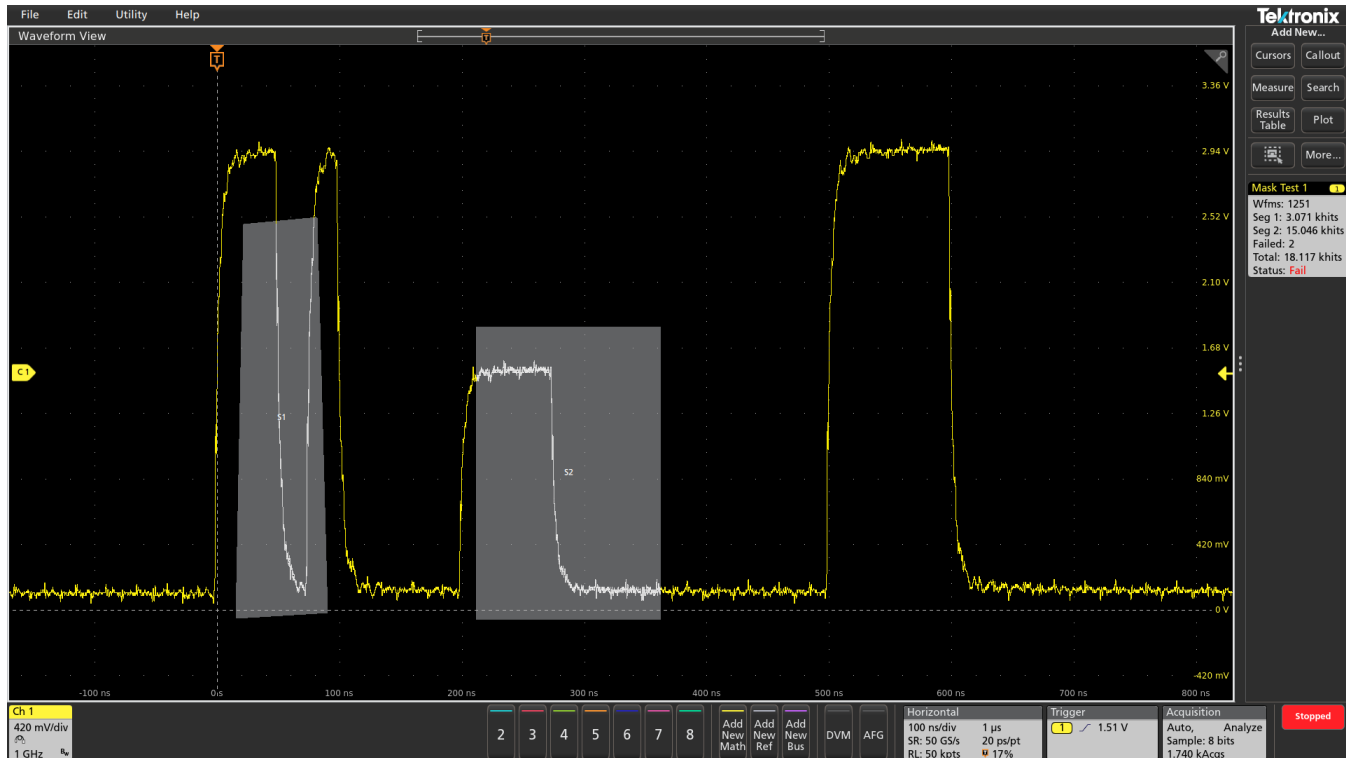 File Edit Utility Help
Tektronix
Waveform View
Add New...
T
T
Cursors Callout
Measure Search
Results Table Plot
More...
Mask Test 1 1
Wfms: 1251
Seg 1: 3.071 khits
Seg 2: 15.046 khits
Failed: 2
Total: 18.117 khits
Status: Fail
3.36 V
2.94 V
2.52 V
2.10 V
1.68 V
C1
1.26 V
S1
S2
840 mV
420 mV
0 V
-420 mV
-100 ns 0 s 100 ns 200 ns 300 ns 400 ns 500 ns 600 ns 700 ns 800 ns
Ch 1
420 mV/div
1 GHz Bw
2 3 4 5 6 7 8
Add New Math
Add New Ref
Add New Bus
DVM AFG
Horizontal
100 ns/div 1 µs
SR: 50 GS/s 20 ps/pt
RL: 50 kpts 17%
Trigger
1 1.51 V
Acquisition
Auto, Analyze
Sample: 8 bits
1.740 kAcqs
Stopped